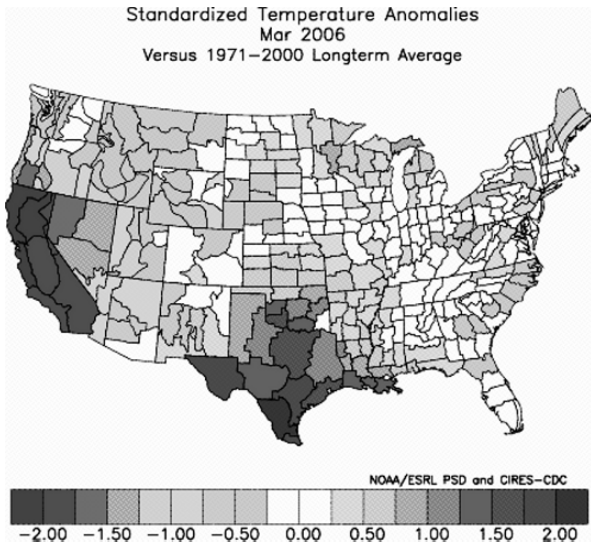 Standardized Temperature Anomalies
Mar 2006
Versus 1971−2000 Longterm Average
NOAA/ESRL PSD and CIRES−CDC
−2.00 −1.50 −1.00 −0.50 0.00 0.50 1.00 1.50 2.00